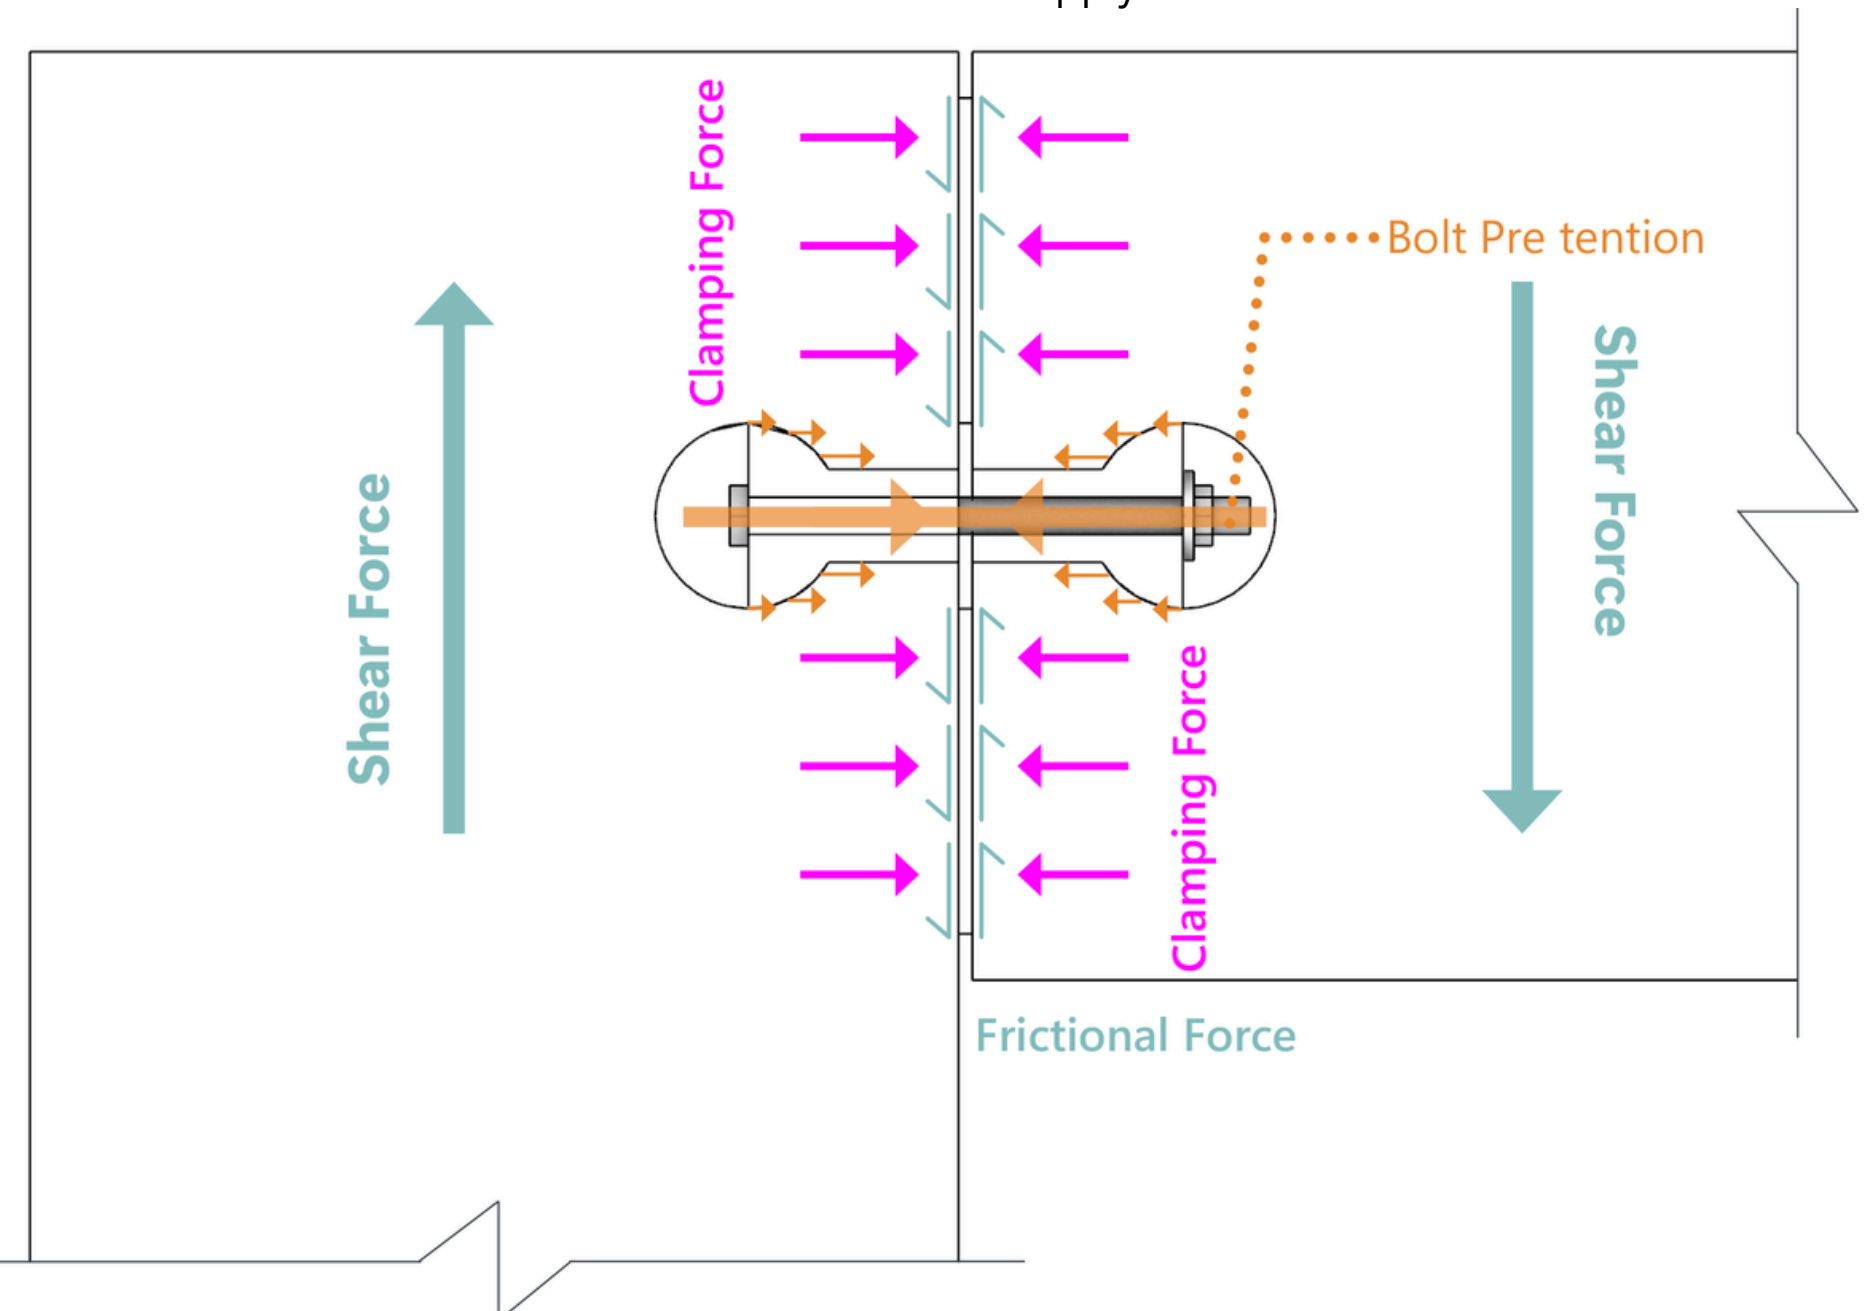 Clamping Force
Bolt Pre tention
Shear Force
Shear Force
Clamping Force
Frictional Force